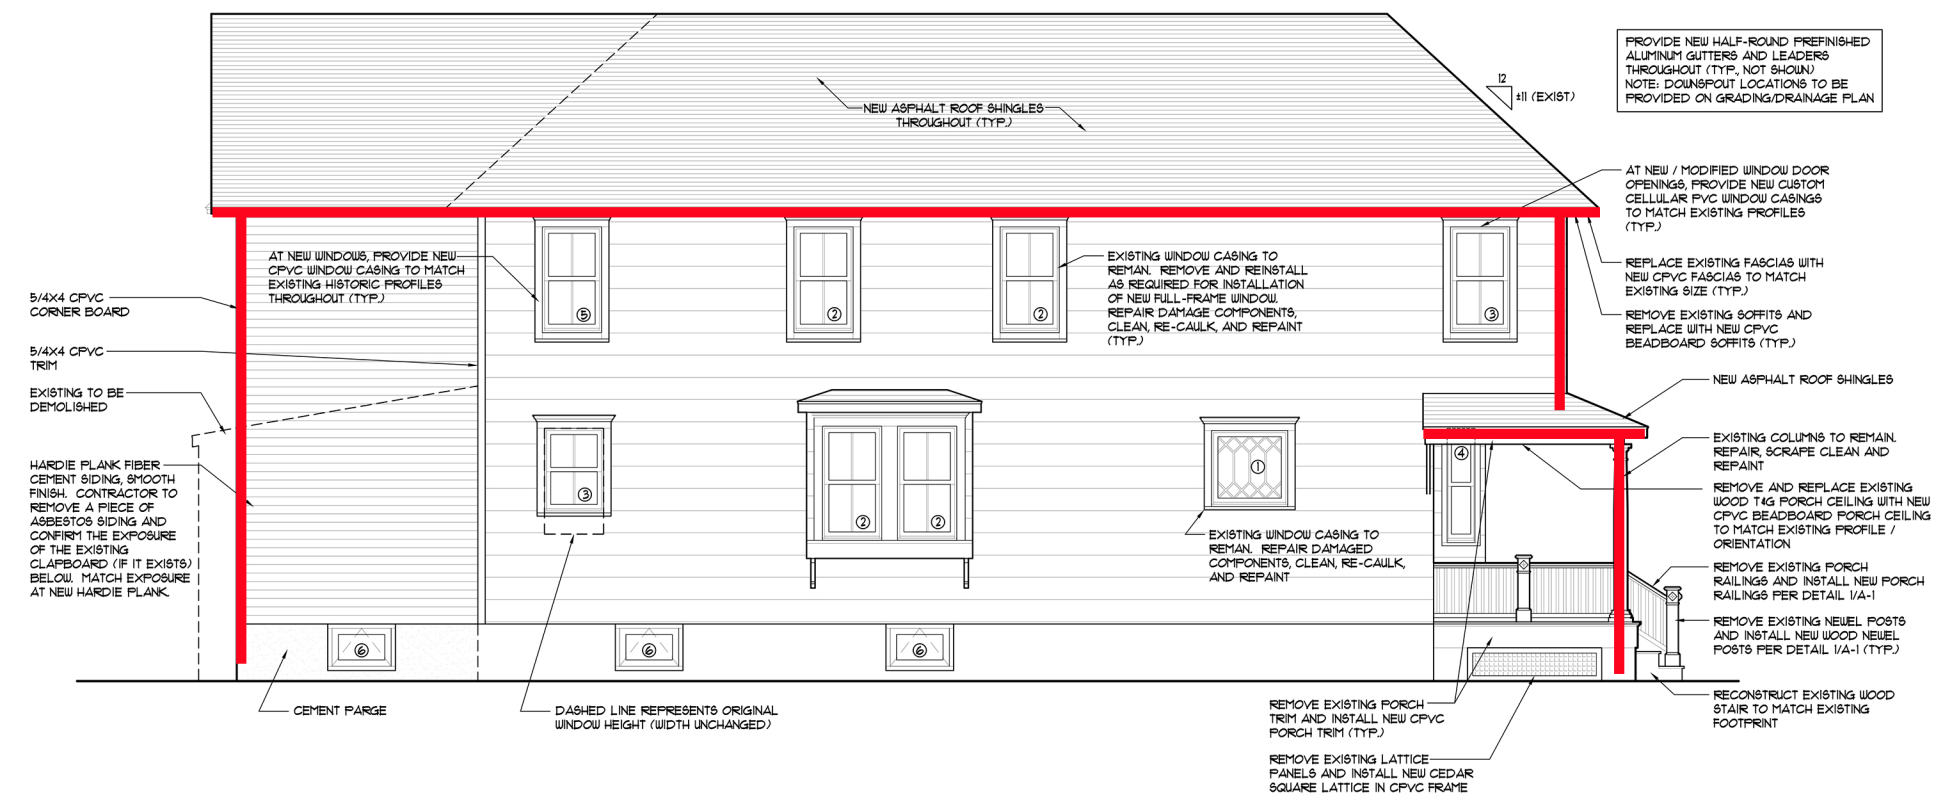 PROVIDE NEW HALF-ROUND PREFINISHED
ALUMINUM GUTTERS AND LEADERS
THROUGHOUT (TYP., NOT SHOWN)
NOTE: DOWNSPOUT LOCATIONS TO BE
PROVIDED ON GRADING/DRAINAGE PLAN
12
±11 (EXIST)
NEW ASPHALT ROOF SHINGLES
THROUGHOUT (TYP.)
AT NEW / MODIFIED WINDOW DOOR
OPENINGS, PROVIDE NEW CUSTOM
CELLULAR PVC WINDOW CASINGS
TO MATCH EXISTING PROFILES
(TYP.)
AT NEW WINDOWS, PROVIDE NEW
CPVC WINDOW CASING TO MATCH
EXISTING HISTORIC PROFILES
THROUGHOUT (TYP.)
EXISTING WINDOW CASING TO
REMAN. REMOVE AND REINSTALL
AS REQUIRED FOR INSTALLATION
OF NEW FULL-FRAME WINDOW.
REPAIR DAMAGE COMPONENTS,
CLEAN, RE-CAULK, AND REPAINT
(TYP.)
REPLACE EXISTING FASCIAS WITH
NEW CPVC FASCIAS TO MATCH
EXISTING SIZE (TYP.)
REMOVE EXISTING SOFFITS AND
REPLACE WITH NEW CPVC
BEADBOARD SOFFITS (TYP.)
5/4X4 CPVC
CORNER BOARD
5/4X4 CPVC
TRIM
EXISTING TO BE
DEMOLISHED
HARDIE PLANK FIBER
CEMENT SIDING, SMOOTH
FINISH. CONTRACTOR TO
REMOVE A PIECE OF
ASBESTOS SIDING AND
CONFIRM THE EXPOSURE
OF THE EXISTING
CLAPBOARD (IF IT EXISTS)
BELOW. MATCH EXPOSURE
AT NEW HARDIE PLANK.
5
2
2
3
3
2
2
1
4
6
6
6
NEW ASPHALT ROOF SHINGLES
EXISTING COLUMNS TO REMAIN.
REPAIR, SCRAPE CLEAN AND
REPAINT
REMOVE AND REPLACE EXISTING
WOOD T&G PORCH CEILING WITH NEW
CPVC BEADBOARD PORCH CEILING
TO MATCH EXISTING PROFILE /
ORIENTATION
EXISTING WINDOW CASING TO
REMAN. REPAIR DAMAGED
COMPONENTS, CLEAN, RE-CAULK,
AND REPAINT
REMOVE EXISTING PORCH
RAILINGS AND INSTALL NEW PORCH
RAILINGS PER DETAIL 1/A-1
REMOVE EXISTING NEWEL POSTS
AND INSTALL NEW WOOD NEWEL
POSTS PER DETAIL 1/A-1 (TYP.)
RECONSTRUCT EXISTING WOOD
STAIR TO MATCH EXISTING
FOOTPRINT
CEMENT PARGE
DASHED LINE REPRESENTS ORIGINAL
WINDOW HEIGHT (WIDTH UNCHANGED)
REMOVE EXISTING PORCH
TRIM AND INSTALL NEW CPVC
PORCH TRIM (TYP.)
REMOVE EXISTING LATTICE
PANELS AND INSTALL NEW CEDAR
SQUARE LATTICE IN CPVC FRAME